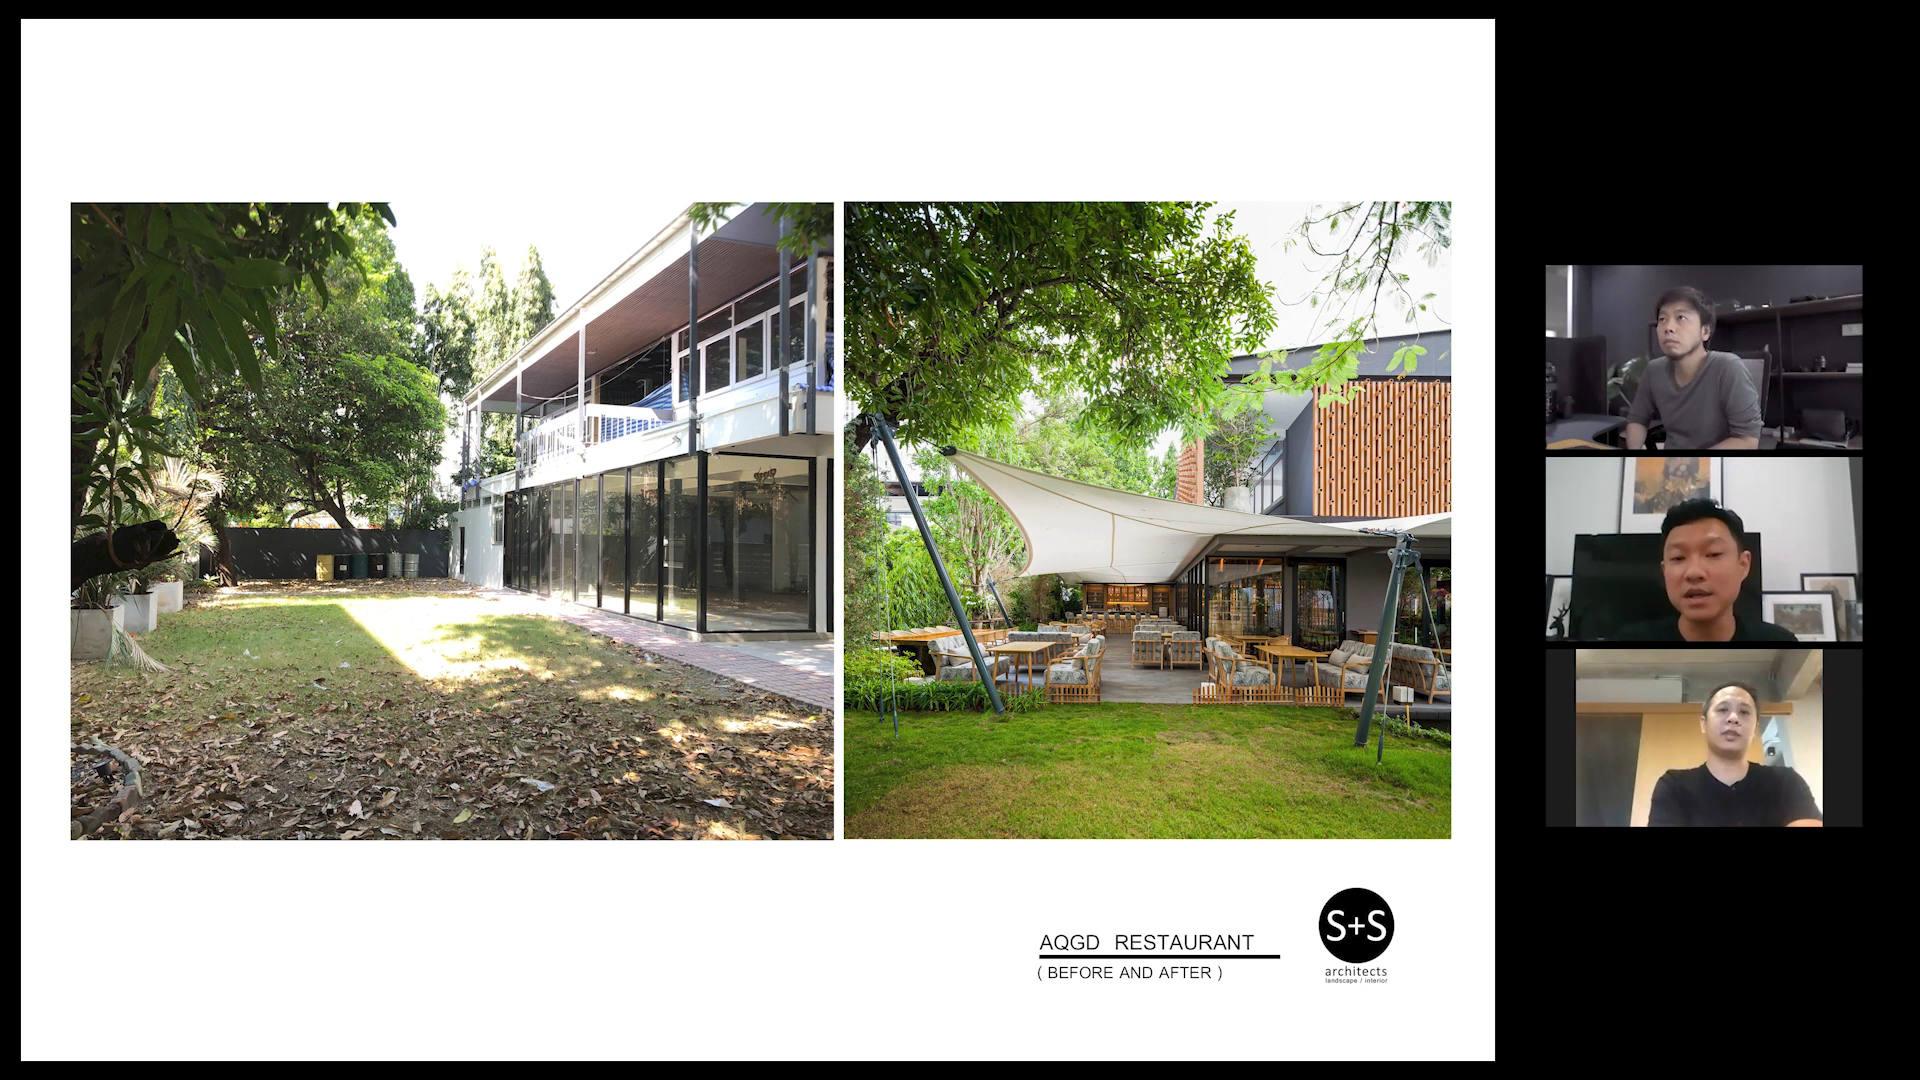 AQGD RESTAURANT
( BEFORE AND AFTER )
S+S
architects
landscape / interior